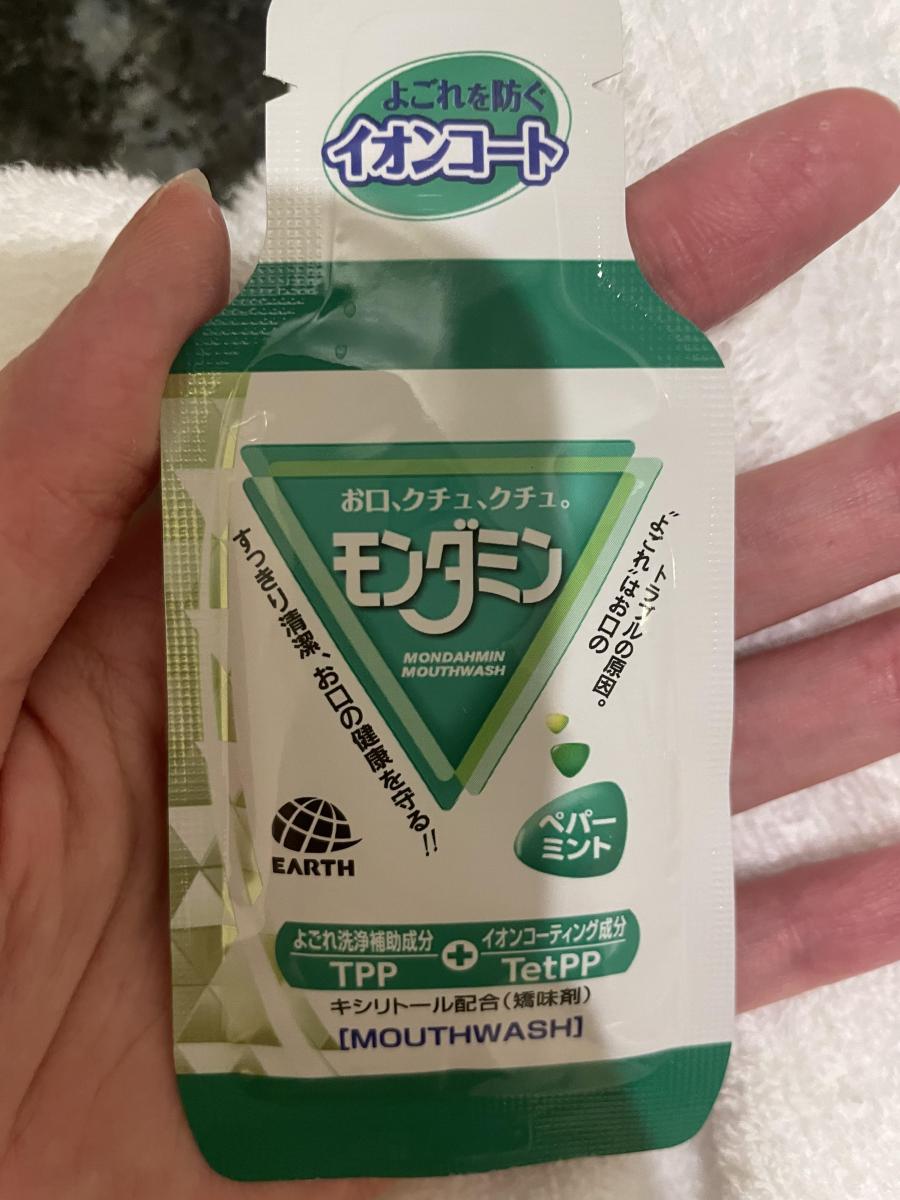 よごれを防ぐ
イオンコート
お口、クチュ、クチュ。
モンダミン
MONDAHMIN
MOUTHWASH
すっきり清潔、お口の健康を守る!!
“よごれ”はお口の
トラブルの原因。
EARTH
ペパー
ミント
よごれ洗浄補助成分
TPP
+
イオンコーティング成分
TetPP
キシリトール配合(矯味剤)
[MOUTHWASH]